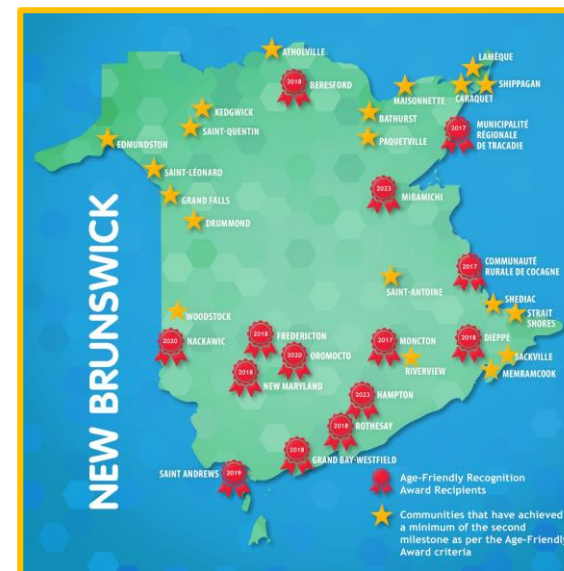 ATHOLVILLE
LAMÈQUE
2018
BERESFORD
SHIPPAGAN
MAISONNETTE
CARAQUET
KEDGWICK
BATHURST
SAINT-QUENTIN
2017
MUNICIPALITÉ
RÉGIONALE
DE TRACADIE
PAQUETVILLE
EDMUNDSTON
SAINT-LÉONARD
2023
MIRAMICHI
GRAND FALLS
DRUMMOND
NEW BRUNSWICK
2017
COMMUNAUTÉ
RURALE DE COCAGNE
SAINT-ANTOINE
SHEDIAC
STRAIT
SHORES
WOODSTOCK
2020
NACKAWIC
FREDERICTON
2020
OROMOCTO
2017
MONCTON
2018
DIEPPE
SACKVILLE
RIVERVIEW
MEMRAMCOOK
2018
NEW MARYLAND
2023
HAMPTON
2018
ROTHESAY
2018
GRAND BAY-WESTFIELD
SAINT ANDREWS
2019
Age-Friendly Recognition
Award Recipients
Communities that have achieved
a minimum of the second
milestone as per the Age-Friendly
Award criteria